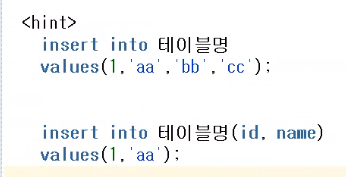 <hint>
insert into 테이블명
values(1,'aa','bb','cc');
insert into 테이블명(id, name)
values(1,'aa');